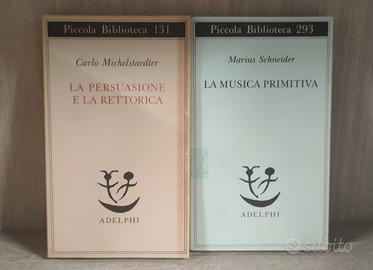 Piccola Biblioteca 131
Carlo Michelstaedter
LA PERSUASIONE
E LA RETTORICA
ADELPHI
Piccola Biblioteca 293
Marius Schneider
LA MUSICA PRIMITIVA
ADELPHI
subito